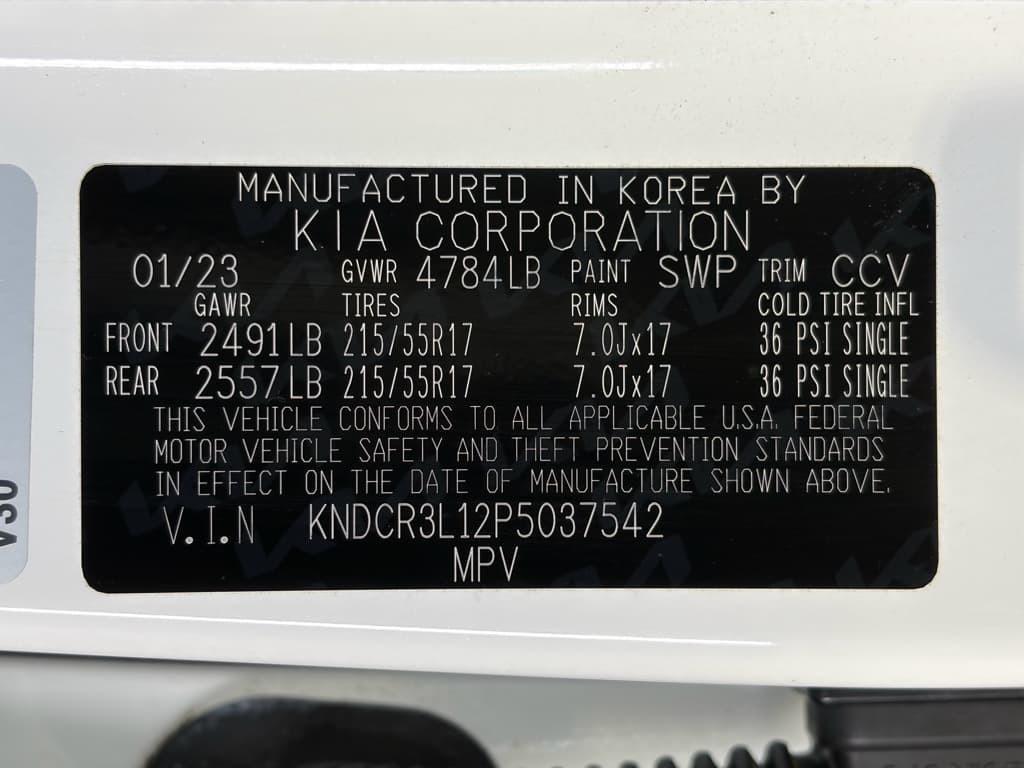 MANUFACTURED IN KOREA BY
KIA CORPORATION
01/23 GVWR 4784LB PAINT SWP TRIM CCV
GAWR TIRES RIMS COLD TIRE INFL
FRONT 2491LB 215/55R17 7.0Jx17 36 PSI SINGLE
REAR 2557LB 215/55R17 7.0Jx17 36 PSI SINGLE
THIS VEHICLE CONFORMS TO ALL APPLICABLE U.S.A. FEDERAL
MOTOR VEHICLE SAFETY AND THEFT PREVENTION STANDARDS
IN EFFECT ON THE DATE OF MANUFACTURE SHOWN ABOVE.
V.I.N KNDCR3L12P5037542
MPV